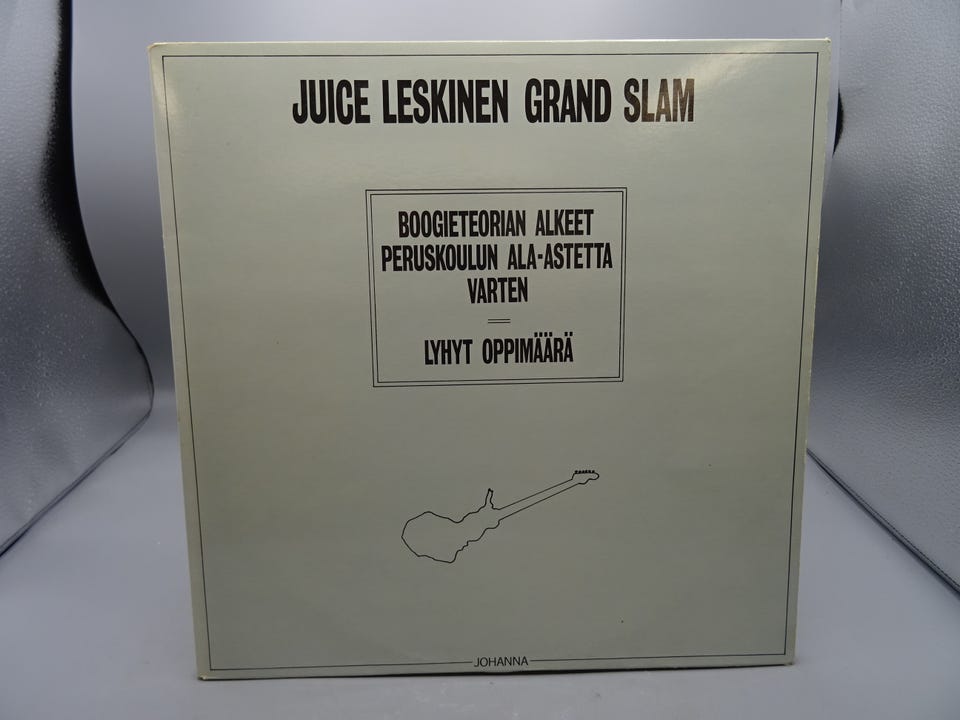 JUICE LESKINEN GRAND SLAM
BOOGIETEORIAN ALKEET
PERUSKOULUN ALA-ASTETTA
VARTEN
LYHYT OPPIMÄÄRÄ
JOHANNA